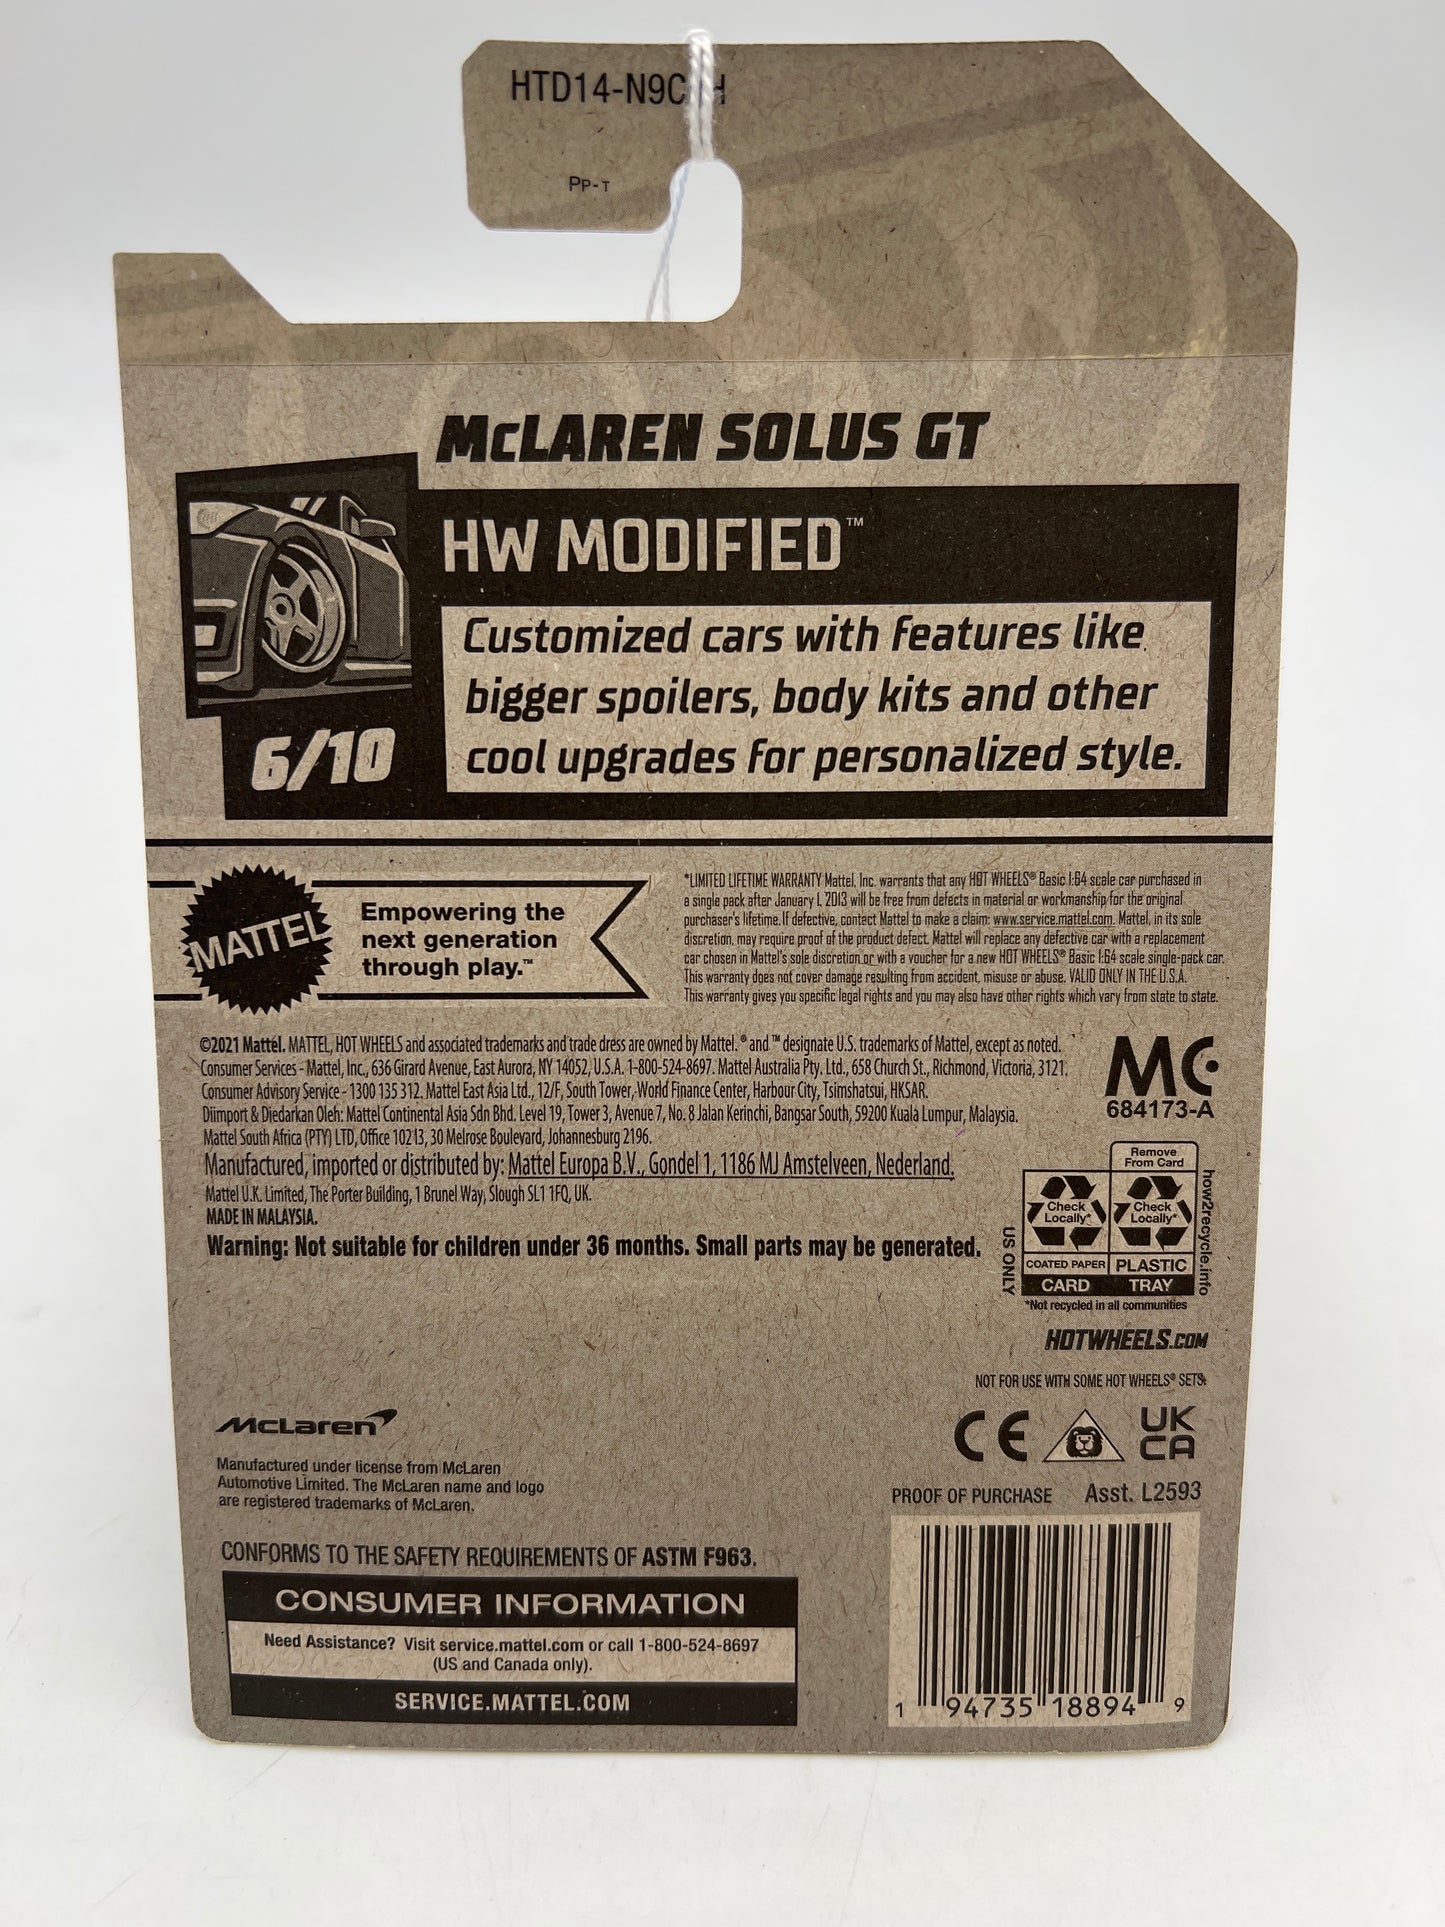 HTD14-N9C
Pp-T
McLAREN SOLUS GT
HW MODIFIED™
Customized cars with features like
bigger spoilers, body kits and other
cool upgrades for personalized style.
6/10
MATTEL
Empowering the
next generation
through play.™
*LIMITED LIFETIME WARRANTY Mattel, Inc. warrants that any HOT WHEELS® Basic 1:64 scale car purchased in
a single pack after January 1, 2013 will be free from defects in material or workmanship for the original
purchaser's lifetime. If defective, contact Mattel to make a claim: www.service.mattel.com. Mattel, in its sole
discretion, may require proof of the product defect. Mattel will replace any defective car with a replacement
car chosen in Mattel's sole discretion or with a voucher for a new HOT WHEELS® Basic 1:64 scale single-pack car.
This warranty does not cover damage resulting from accident, misuse or abuse. VALID ONLY IN THE U.S.A.
This warranty gives you specific legal rights and you may also have other rights which vary from state to state.
©2021 Mattel. MATTEL, HOT WHEELS and associated trademarks and trade dress are owned by Mattel. ® and ™ designate U.S. trademarks of Mattel, except as noted.
Consumer Services - Mattel, Inc., 636 Girard Avenue, East Aurora, NY 14052, U.S.A. 1-800-524-8697. Mattel Australia Pty. Ltd., 658 Church St., Richmond, Victoria, 3121.
Consumer Advisory Service - 1300 135 312. Mattel East Asia Ltd., 12/F, South Tower, World Finance Center, Harbour City, Tsimshatsui, HKSAR.
Diimport & Diedarkan Oleh: Mattel Continental Asia Sdn Bhd. Level 19, Tower 3, Avenue 7, No. 8 Jalan Kerinchi, Bangsar South, 59200 Kuala Lumpur, Malaysia.
Mattel South Africa (PTY) LTD, Office 102I3, 30 Melrose Boulevard, Johannesburg 2196.
Manufactured, imported or distributed by: Mattel Europa B.V., Gondel 1, 1186 MJ Amstelveen, Nederland.
Mattel U.K. Limited, The Porter Building, 1 Brunel Way, Slough SL1 1FQ, UK.
MADE IN MALAYSIA.
Warning: Not suitable for children under 36 months. Small parts may be generated.
MC
684173-A
Remove
From Card
Check
Locally*
Check
Locally*
COATED PAPER
PLASTIC
CARD
TRAY
US ONLY
how2recycle.info
*Not recycled in all communities
HOTWHEELS.COM
NOT FOR USE WITH SOME HOT WHEELS® SETS.
McLaren
Manufactured under license from McLaren
Automotive Limited. The McLaren name and logo
are registered trademarks of McLaren.
CE
UK
CA
PROOF OF PURCHASE
Asst. L2593
CONFORMS TO THE SAFETY REQUIREMENTS OF ASTM F963.
CONSUMER INFORMATION
Need Assistance? Visit service.mattel.com or call 1-800-524-8697
(US and Canada only).
SERVICE.MATTEL.COM
1 94735 18894 9